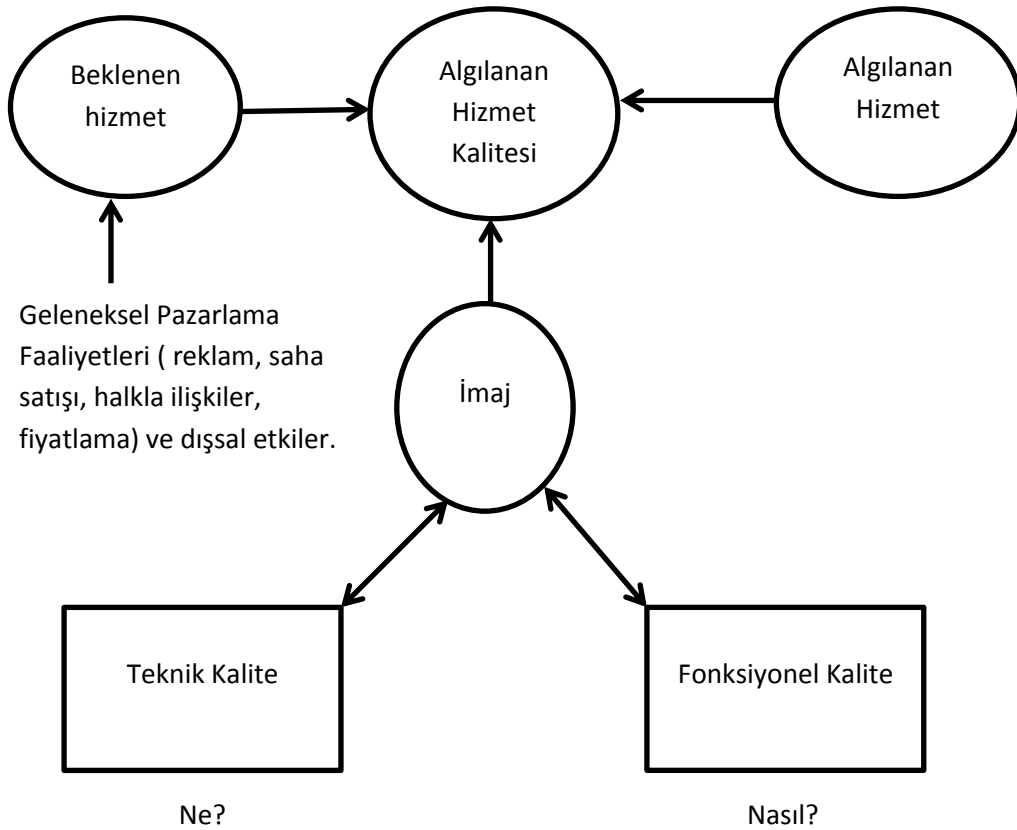 Beklenen
hizmet
Algılanan
Hizmet
Kalitesi
Algılanan
Hizmet
Geleneksel Pazarlama
Faaliyetleri ( reklam, saha
satışı, halkla ilişkiler,
fiyatlama) ve dışsal etkiler.
İmaj
Teknik Kalite
Fonksiyonel Kalite
Ne?
Nasıl?